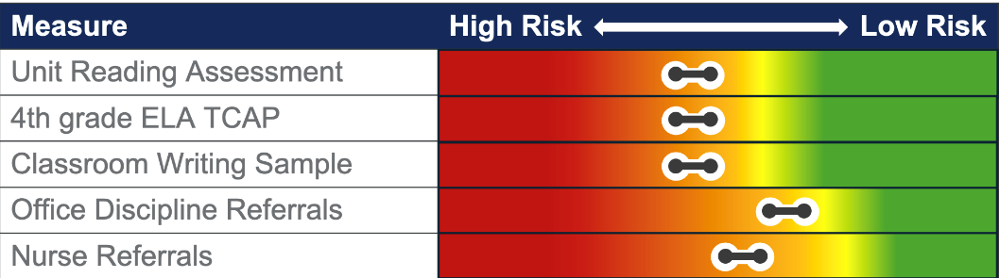 Measure High Risk Low Risk
Unit Reading Assessment
4th grade ELA TCAP
Classroom Writing Sample
Office Discipline Referrals
Nurse Referrals